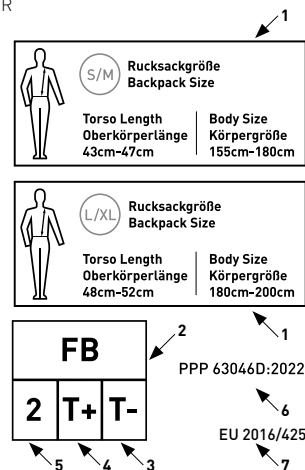 R
1
S/M
Rucksackgröße
Backpack Size
Torso Length
Oberkörperlänge
43cm–47cm
Body Size
Körpergröße
155cm–180cm
L/XL
Rucksackgröße
Backpack Size
Torso Length
Oberkörperlänge
48cm–52cm
Body Size
Körpergröße
180cm–200cm
1
FB
2
2 T+ T-
5 4 3
PPP 63046D:2022
6
EU 2016/425
7